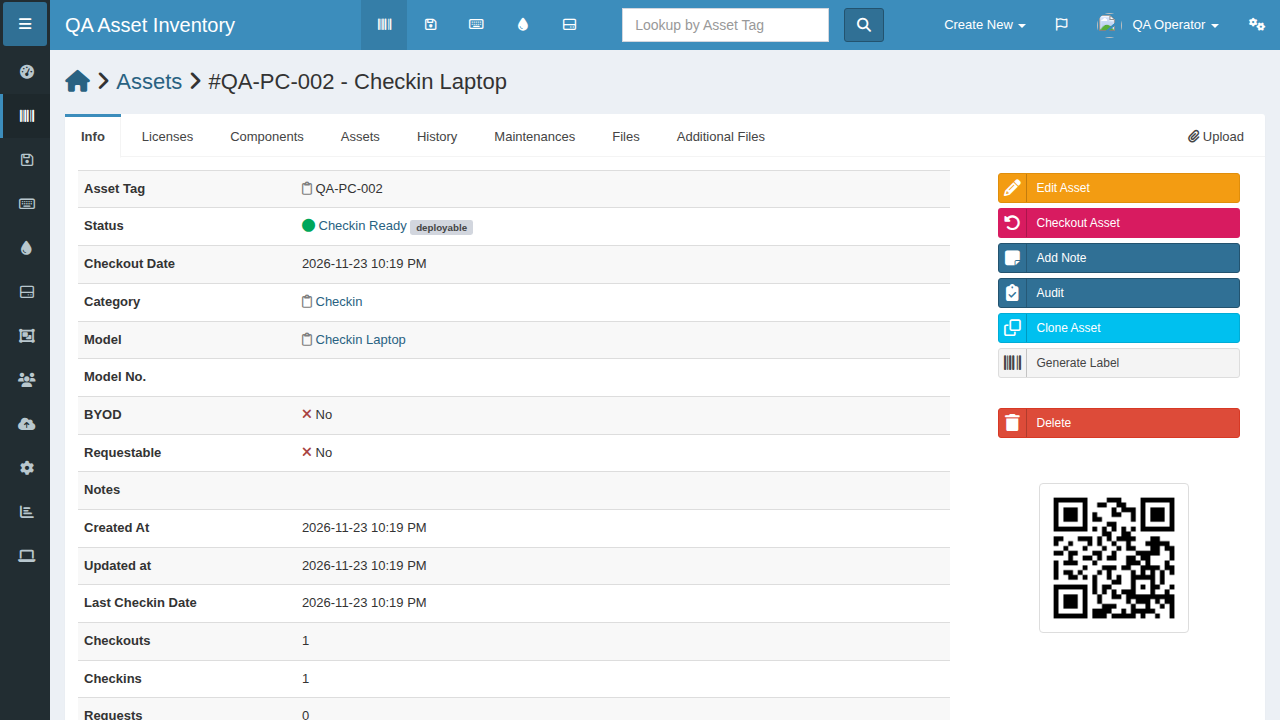 QA Asset Inventory
Lookup by Asset Tag
Create New
QA Operator
Assets
#QA-PC-002 - Checkin Laptop
Info
Licenses
Components
Assets
History
Maintenances
Files
Additional Files
Upload
Asset Tag QA-PC-002
Status Checkin Ready deployable
Checkout Date 2026-11-23 10:19 PM
Category Checkin
Model Checkin Laptop
Model No.
BYOD No
Requestable No
Notes
Created At 2026-11-23 10:19 PM
Updated at 2026-11-23 10:19 PM
Last Checkin Date 2026-11-23 10:19 PM
Checkouts 1
Checkins 1
Requests 0
Edit Asset
Checkout Asset
Add Note
Audit
Clone Asset
Generate Label
Delete